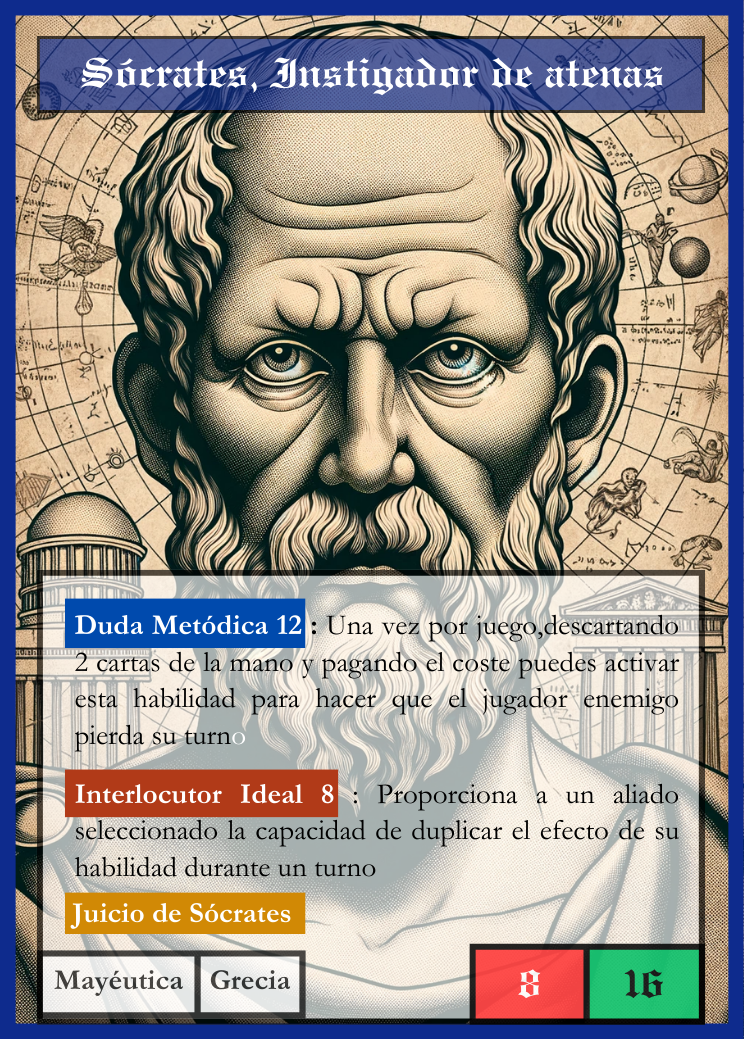 Sócrates, Instigador de atenas
Duda Metódica 12 : Una vez por juego,descartando
2 cartas de la mano y pagando el coste puedes activar
esta habilidad para hacer que el jugador enemigo
pierda su turno
Interlocutor Ideal 8 : Proporciona a un aliado
seleccionado la capacidad de duplicar el efecto de su
habilidad durante un turno
Juicio de Sócrates
Mayéutica Grecia 8 16